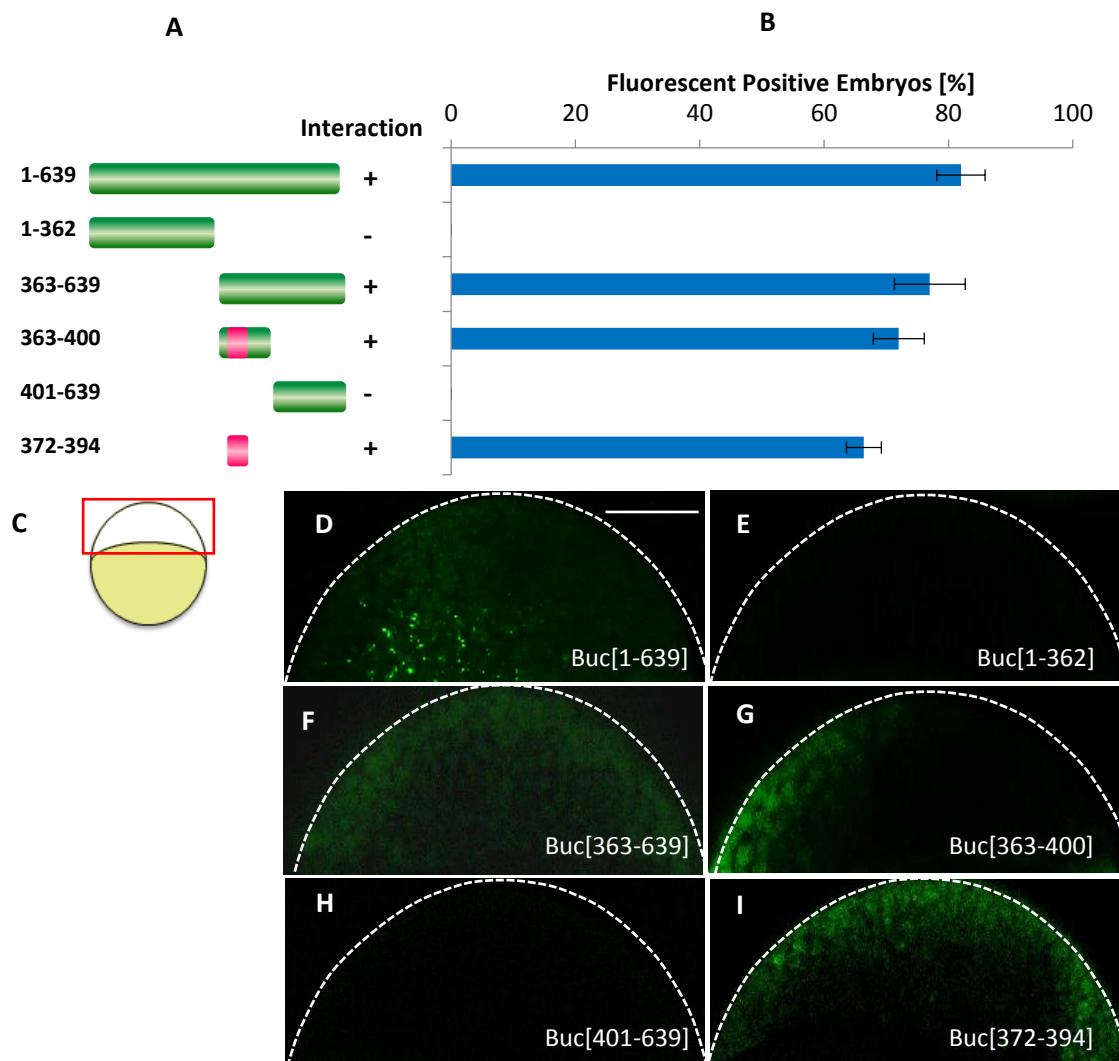 A
B
Fluorescent Positive Embryos [%]
0 20 40 60 80 100
Interaction
1-639 +
1-362 -
363-639 +
363-400 +
401-639 -
372-394 +
C
D
Buc[1-639]
E
Buc[1-362]
F
Buc[363-639]
G
Buc[363-400]
H
Buc[401-639]
I
Buc[372-394]